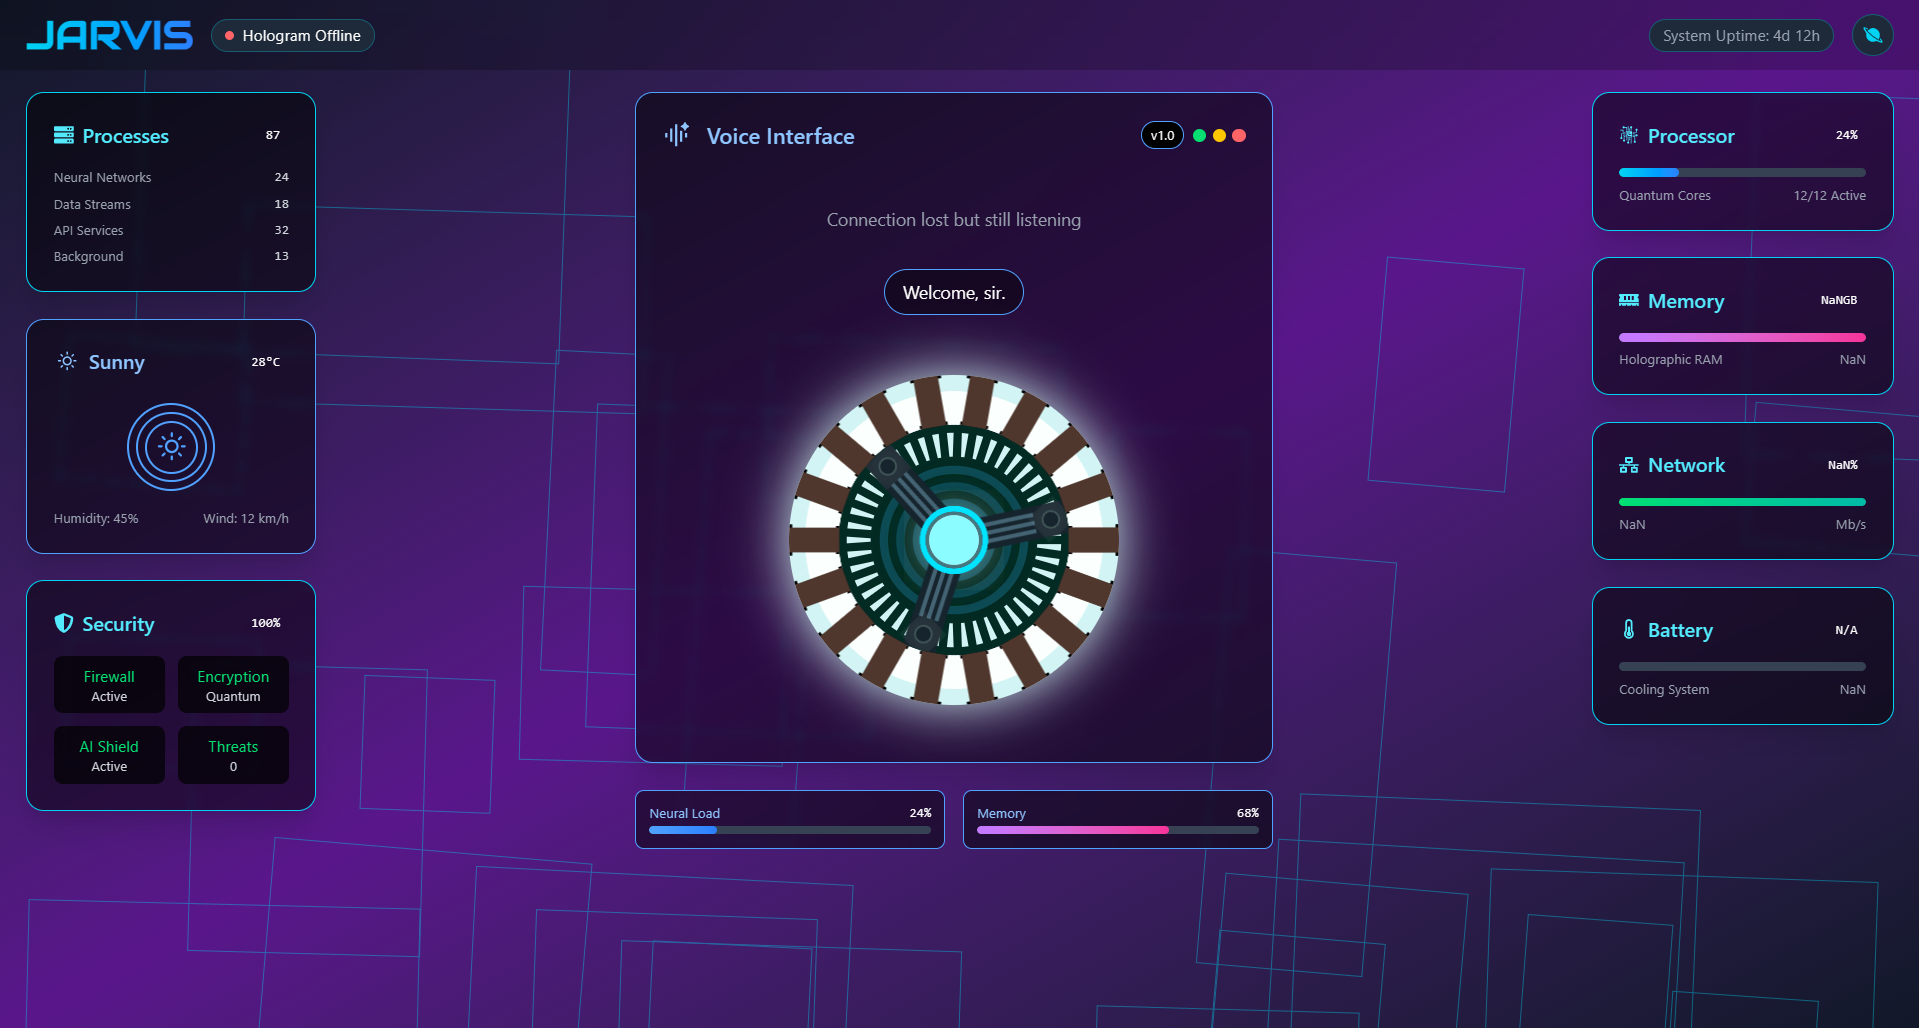 JARVIS
Hologram Offline
System Uptime: 4d 12h
Processes 87
Neural Networks 24
Data Streams 18
API Services 32
Background 13
Sunny 28°C
Humidity: 45% Wind: 12 km/h
Security 100%
Firewall Encryption
Active Quantum
AI Shield Threats
Active 0
Voice Interface v1.0
Connection lost but still listening
Welcome, sir.
Neural Load 24%
Memory 68%
Processor 24%
Quantum Cores 12/12 Active
Memory NaNGB
Holographic RAM NaN
Network NaN%
NaN Mb/s
Battery N/A
Cooling System NaN